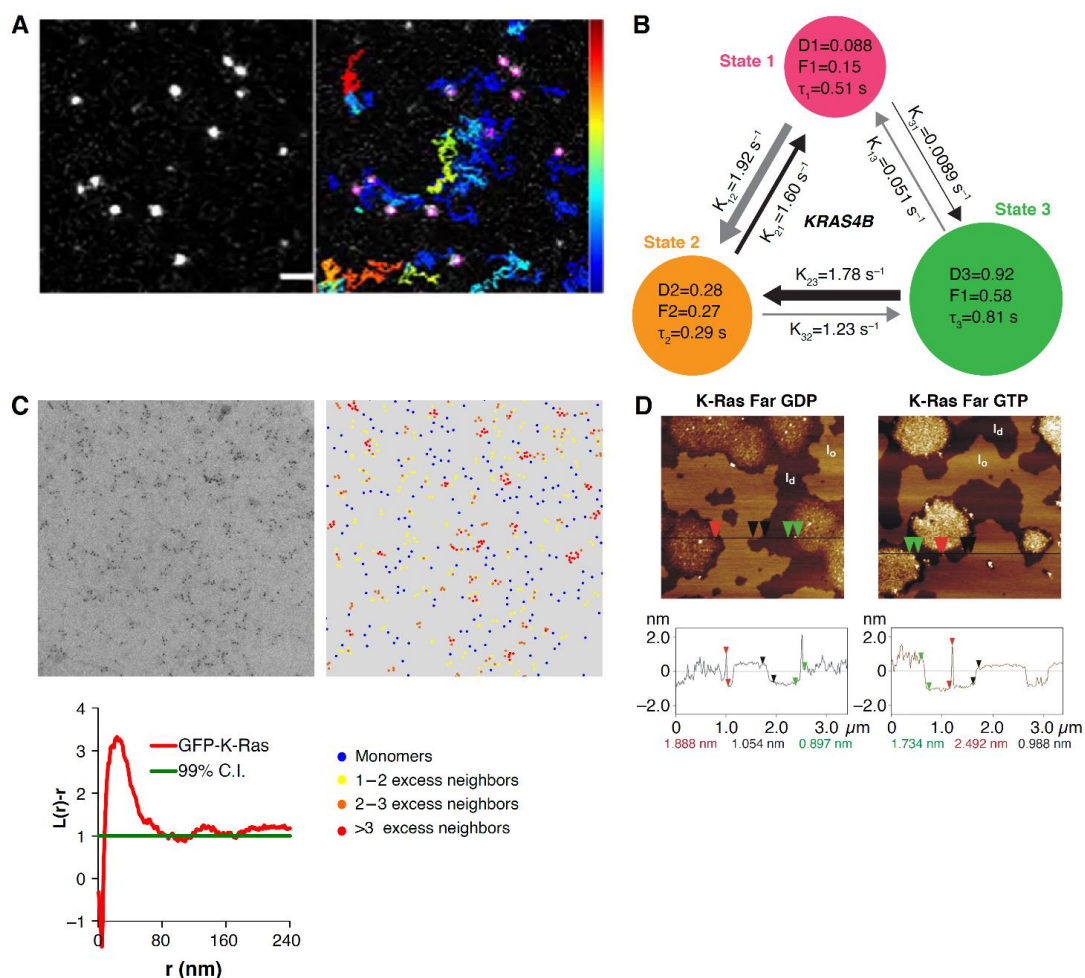 A
B
State 1
D1=0.088
F1=0.15
τ₁=0.51 s
K₁₂=1.92 s⁻¹
K₂₁=1.60 s⁻¹
K₃₁=0.0089 s⁻¹
K₁₃=0.051 s⁻¹
KRAS4B
State 2
D2=0.28
F2=0.27
τ₂=0.29 s
K₂₃=1.78 s⁻¹
K₃₂=1.23 s⁻¹
State 3
D3=0.92
F1=0.58
τ₃=0.81 s
C
L(r)-r
4
3
2
1
0
−1
GFP-K-Ras
99% C.I.
0 80 160 240
r (nm)
Monomers
1−2 excess neighbors
2−3 excess neighbors
>3 excess neighbors
D
K-Ras Far GDP
lₒ
l_d
nm
2.0
0
−2.0
0 1.0 2.0 3.0 µm
1.888 nm 1.054 nm 0.897 nm
K-Ras Far GTP
l_d
lₒ
nm
2.0
0
−2.0
0 1.0 2.0 3.0 µm
1.734 nm 2.492 nm 0.988 nm